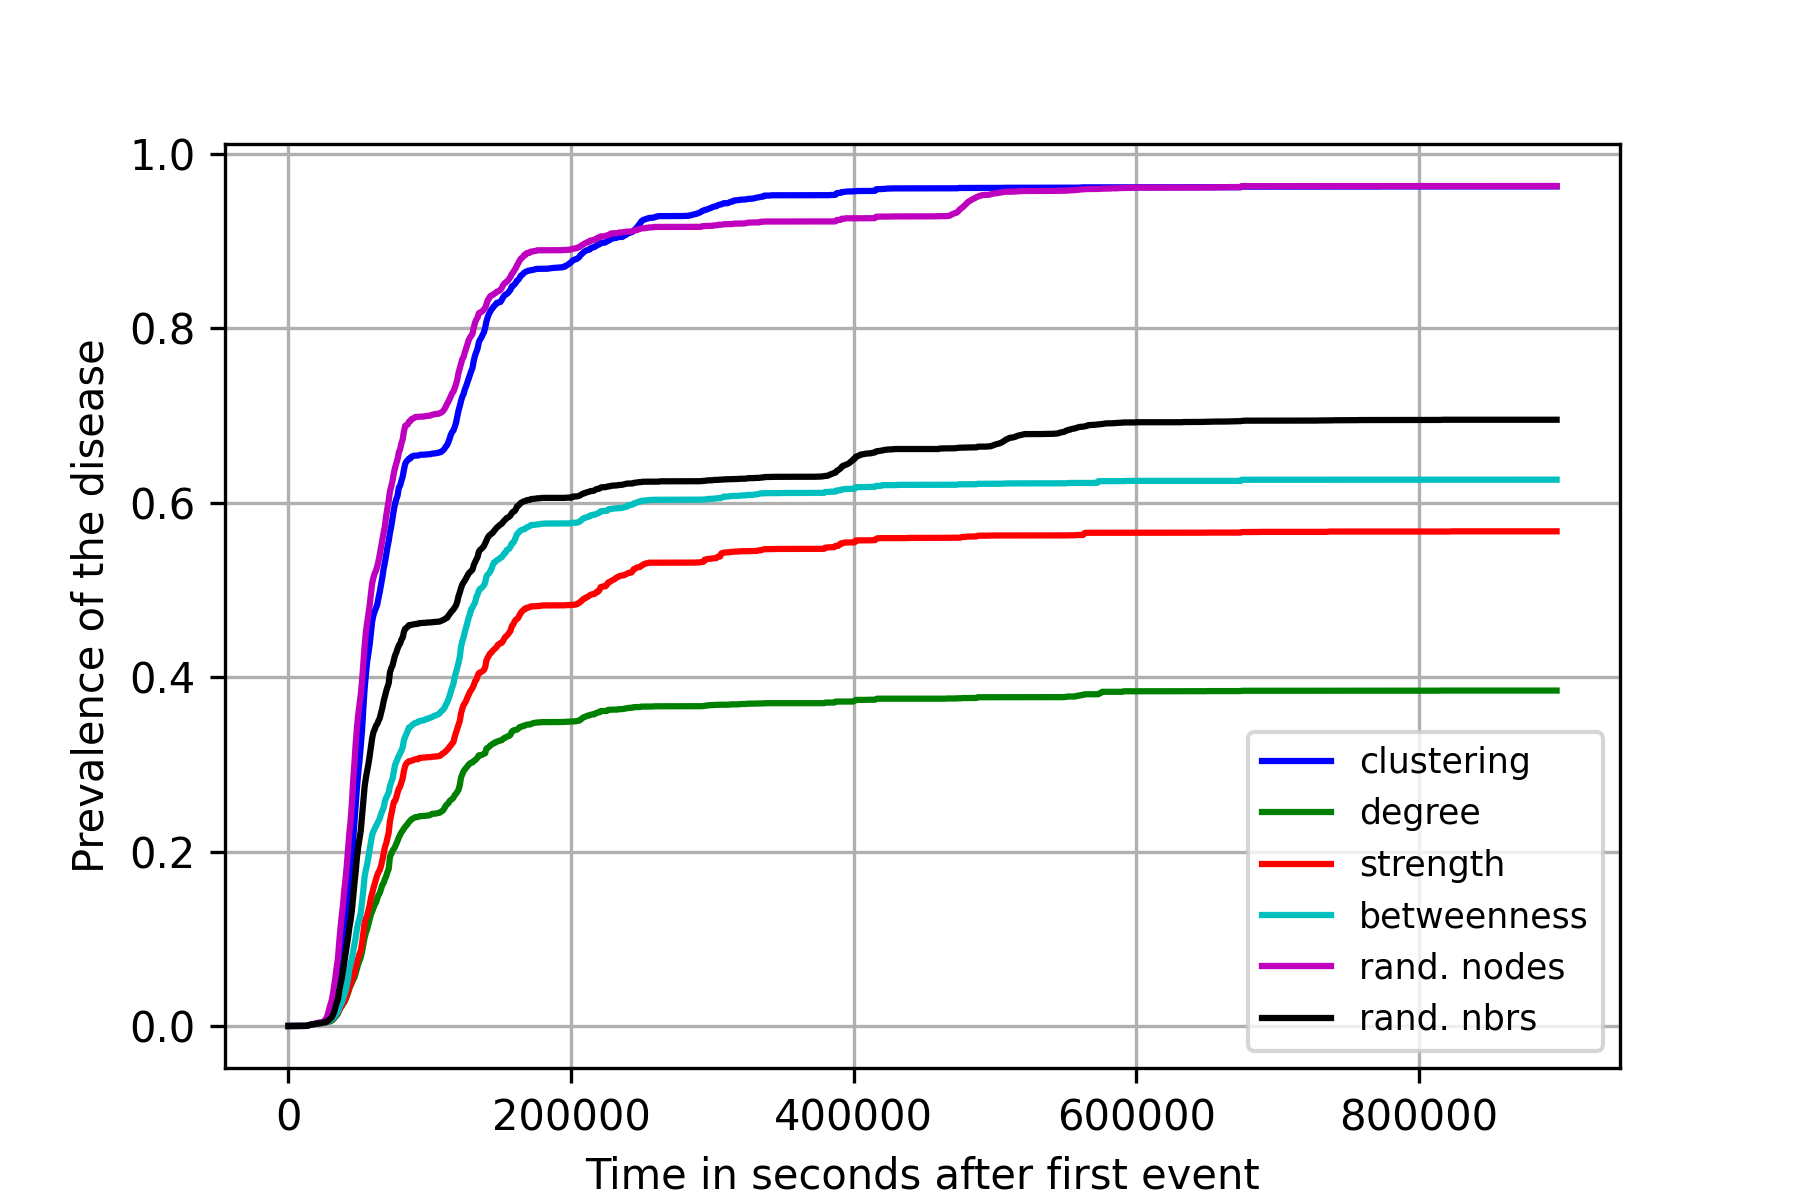 1.0
0.8
0.6
0.4
0.2
0.0
Prevalence of the disease
0 200000 400000 600000 800000
Time in seconds after first event
clustering
degree
strength
betweenness
rand. nodes
rand. nbrs